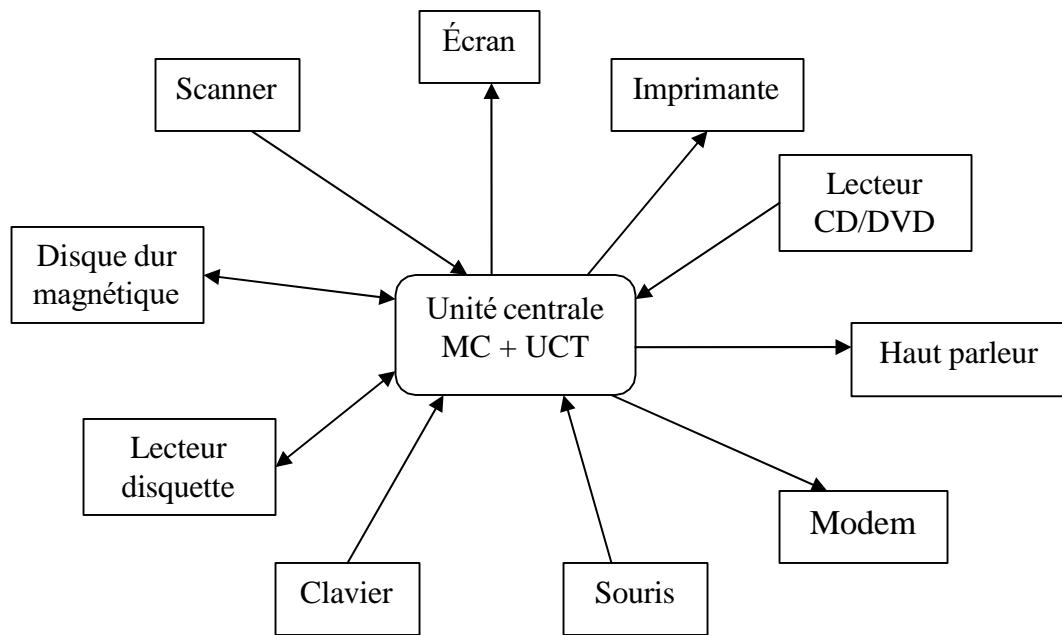 Écran
Scanner
Imprimante
Lecteur
CD/DVD
Disque dur
magnétique
Unité centrale
MC + UCT
Haut parleur
Lecteur
disquette
Modem
Clavier
Souris